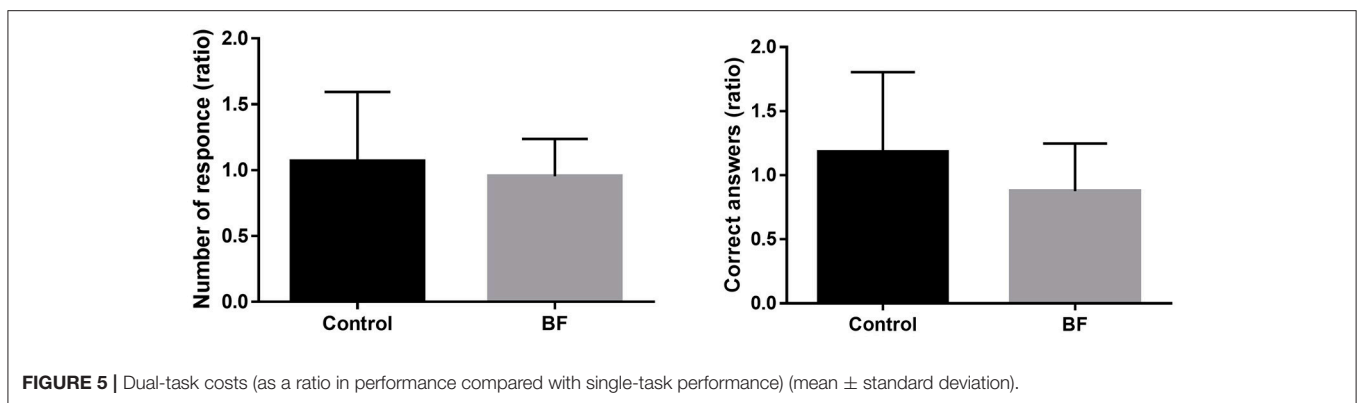 Number of responce (ratio)
2.0
1.5
1.0
0.5
0.0
Control BF
Correct answers (ratio)
2.0
1.5
1.0
0.5
0.0
Control BF
FIGURE 5 | Dual-task costs (as a ratio in performance compared with single-task performance) (mean ± standard deviation).